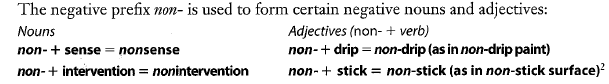 The negative prefix non- is used to form certain negative nouns and adjectives:
Nouns Adjectives (non- + verb)
non- + sense = nonsense non- + drip = non-drip (as in non-drip paint)
non- + intervention = nonintervention non- + stick = non-stick (as in non-stick surface)²